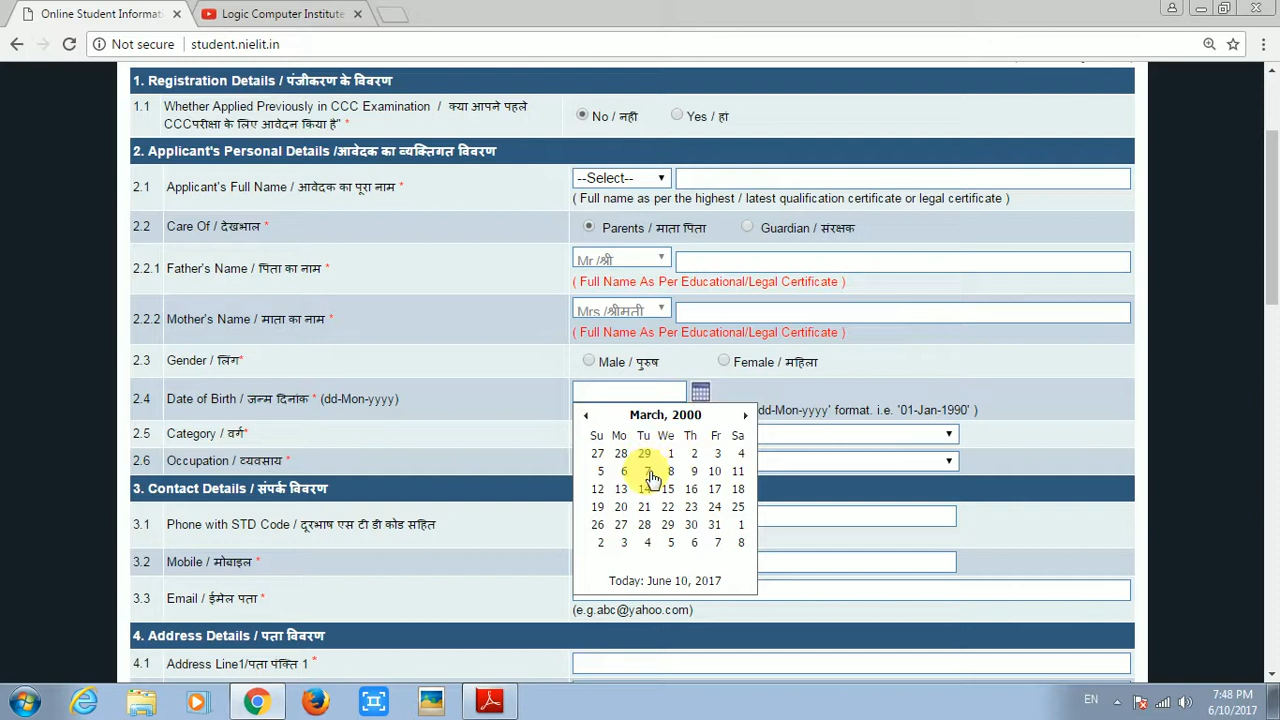 Online Student Informati
Logic Computer Institute
Not secure
student.nielit.in
1. Registration Details / पंजीकरण के विवरण
1.1
Whether Applied Previously in CCC Examination / क्या आपने पहले
CCCपरीक्षा के लिए आवेदन किया है" *
No / नहीं
Yes / हां
2. Applicant's Personal Details /आवेदक का व्यक्तिगत विवरण
2.1
Applicant's Full Name / आवेदक का पूरा नाम *
--Select--
( Full name as per the highest / latest qualification certificate or legal certificate )
2.2
Care Of / देखभाल *
Parents / माता पिता
Guardian / संरक्षक
2.2.1
Father's Name / पिता का नाम *
Mr /श्री
( Full Name As Per Educational/Legal Certificate )
2.2.2
Mother's Name / माता का नाम *
Mrs /श्रीमती
( Full Name As Per Educational/Legal Certificate )
2.3
Gender / लिंग*
Male / पुरुष
Female / महिला
2.4
Date of Birth / जन्म दिनांक * (dd-Mon-yyyy)
dd-Mon-yyyy' format. i.e. '01-Jan-1990' )
March, 2000
Su Mo Tu We Th Fr Sa
27 28 29 1 2 3 4
5 6 7 8 9 10 11
12 13 14 15 16 17 18
19 20 21 22 23 24 25
26 27 28 29 30 31 1
2 3 4 5 6 7 8
Today: June 10, 2017
2.5
Category / वर्ग*
2.6
Occupation / व्यवसाय *
3. Contact Details / संपर्क विवरण
3.1
Phone with STD Code / दूरभाष एस टी डी कोड सहित
3.2
Mobile / मोबाइल *
3.3
Email / ईमेल पता *
(e.g.abc@yahoo.com)
4. Address Details / पता विवरण
4.1
Address Line1/पता पंक्ति 1 *
EN
7:48 PM
6/10/2017